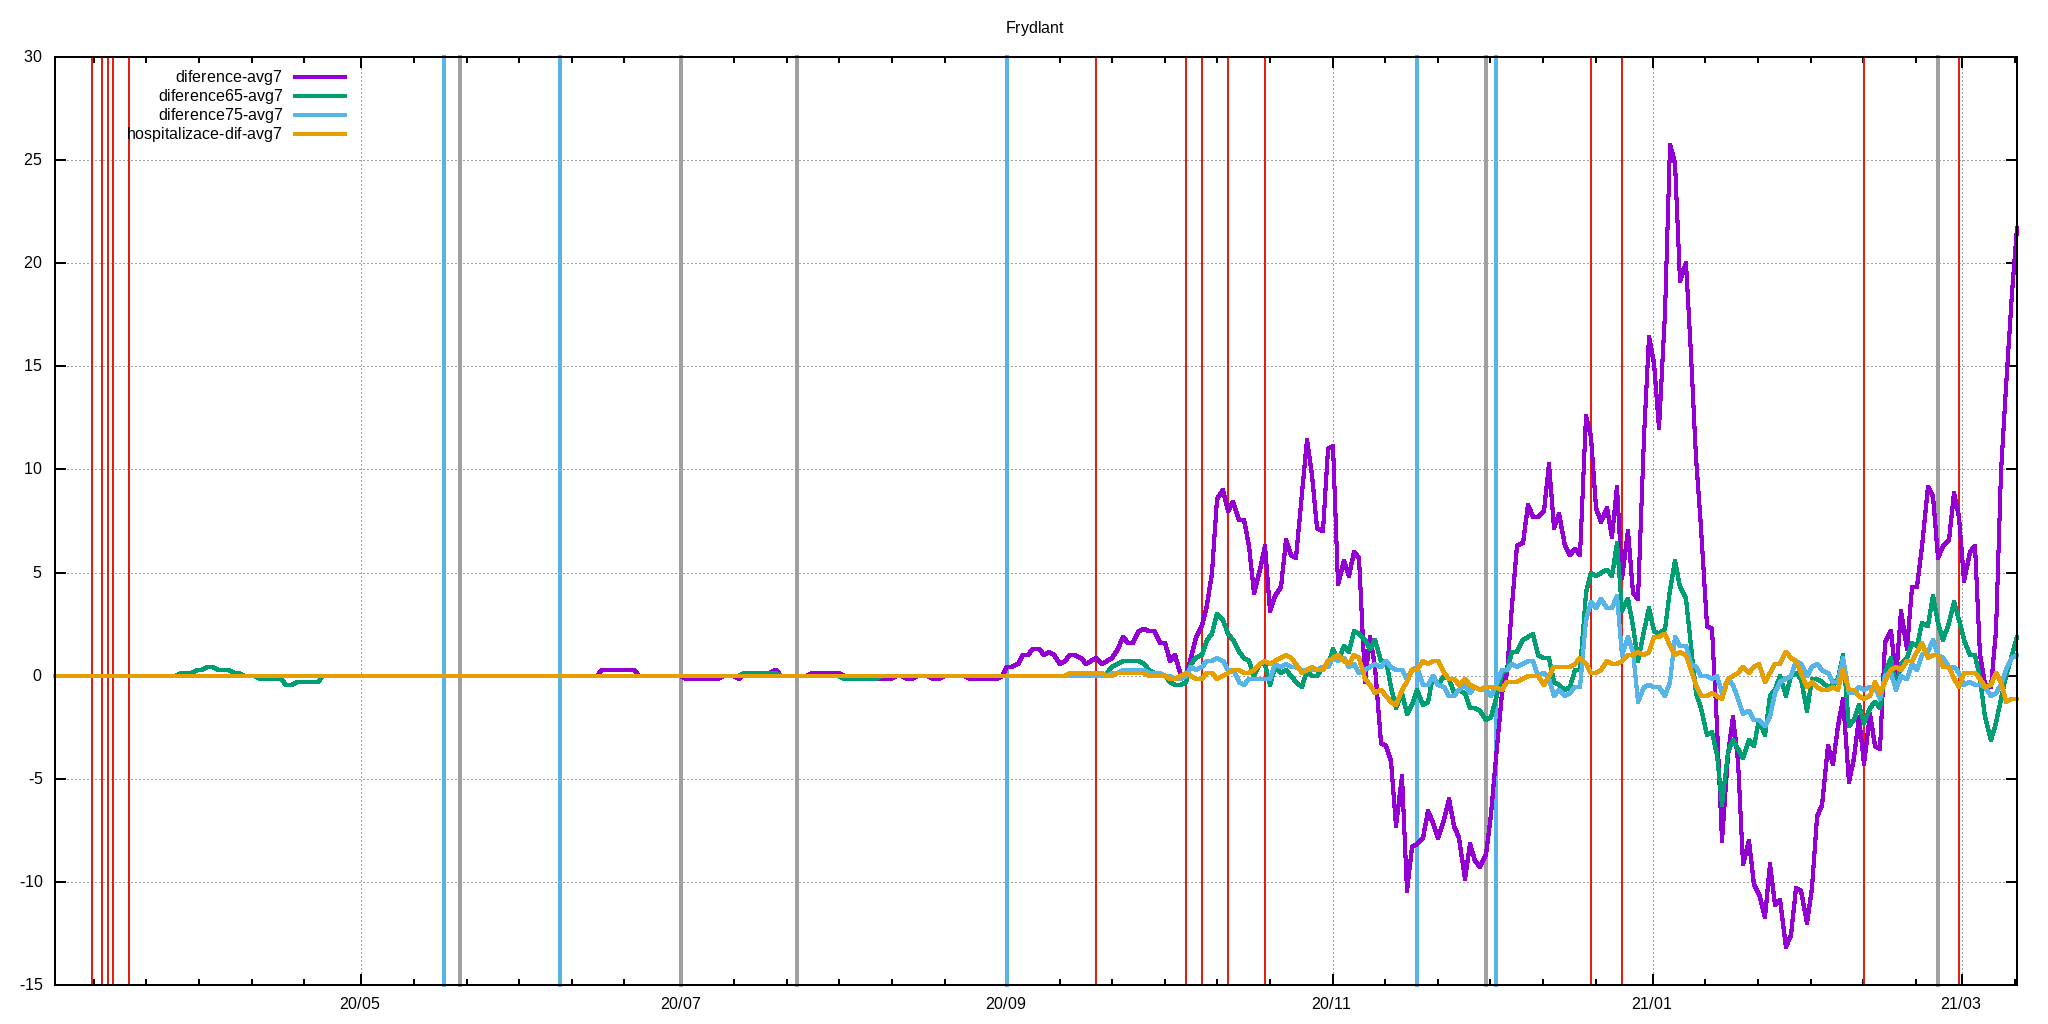 Frydlant
30
diference-avg7
diference65-avg7
diference75-avg7
hospitalizace-dif-avg7
25
20
15
10
5
0
-5
-10
-15
20/05 20/07 20/09 20/11 21/01 21/03